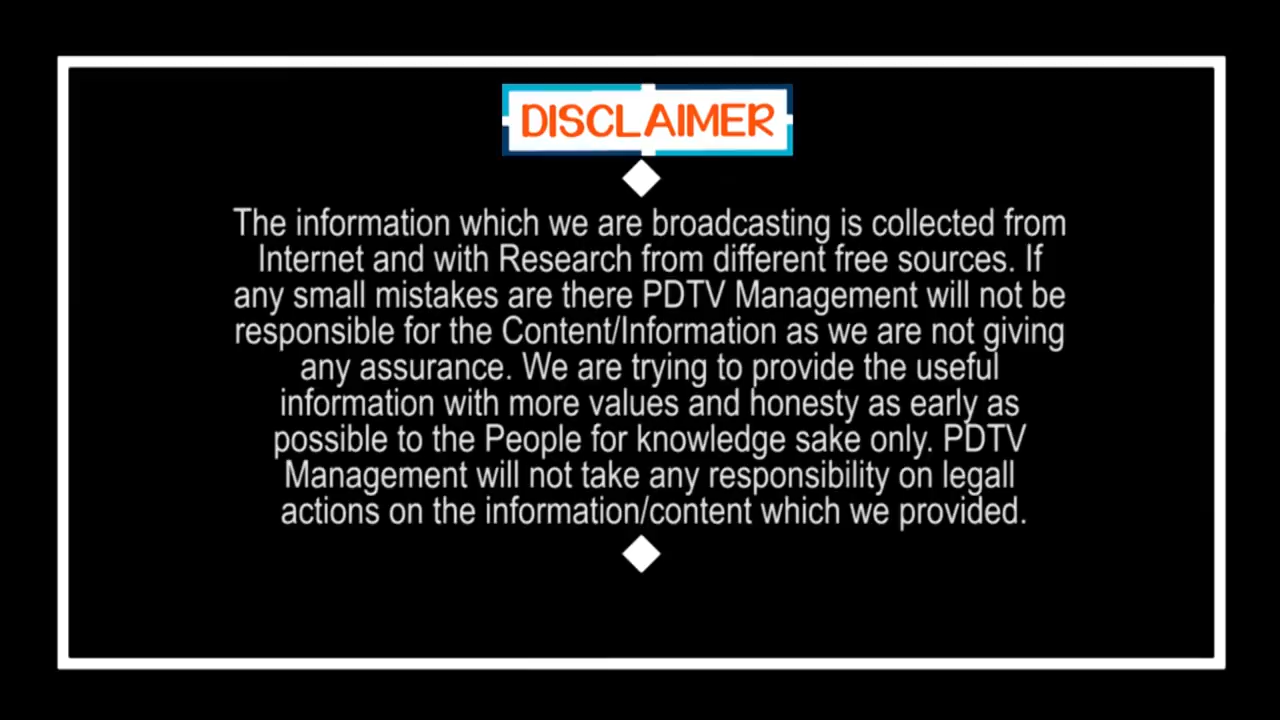 DISCLAIMER
The information which we are broadcasting is collected from
Internet and with Research from different free sources. If
any small mistakes are there PDTV Management will not be
responsible for the Content/Information as we are not giving
any assurance. We are trying to provide the useful
information with more values and honesty as early as
possible to the People for knowledge sake only. PDTV
Management will not take any responsibility on legall
actions on the information/content which we provided.